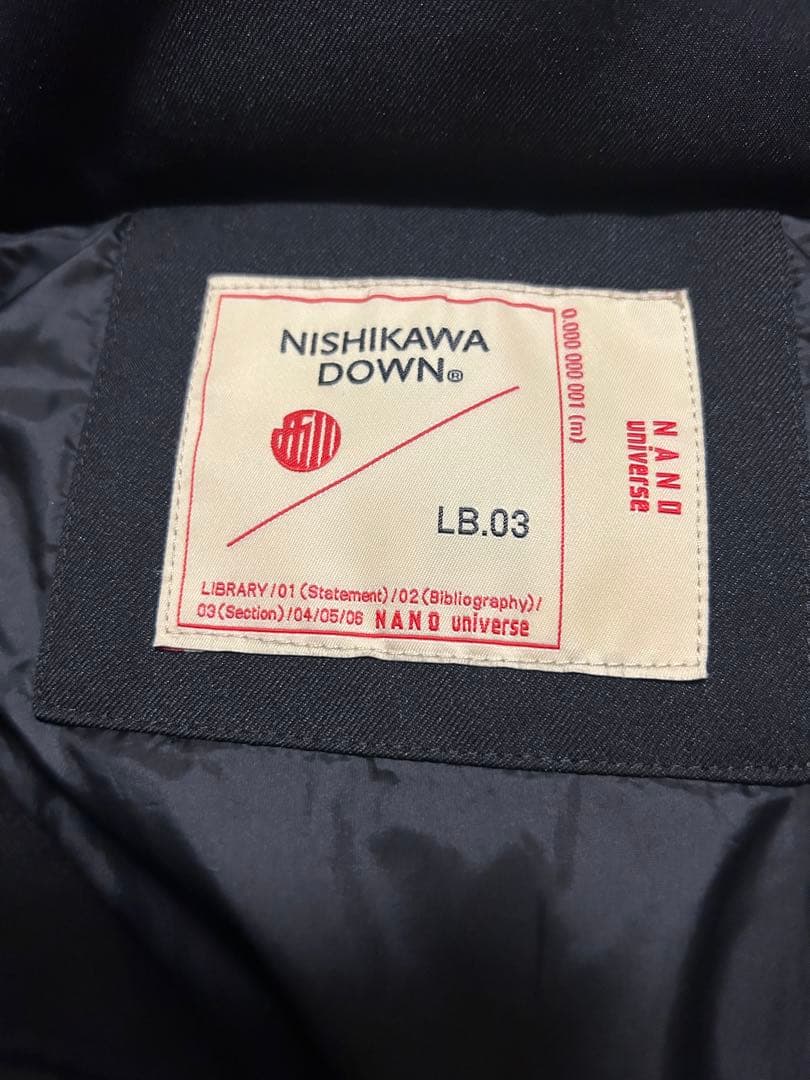 NISHIKAWA
DOWN®
LB.03
LIBRARY/01(Statement)/02(Bibliography)/
03(Section)/04/05/06 NANO universe
0.000 000 001 (m)
NANO
universe